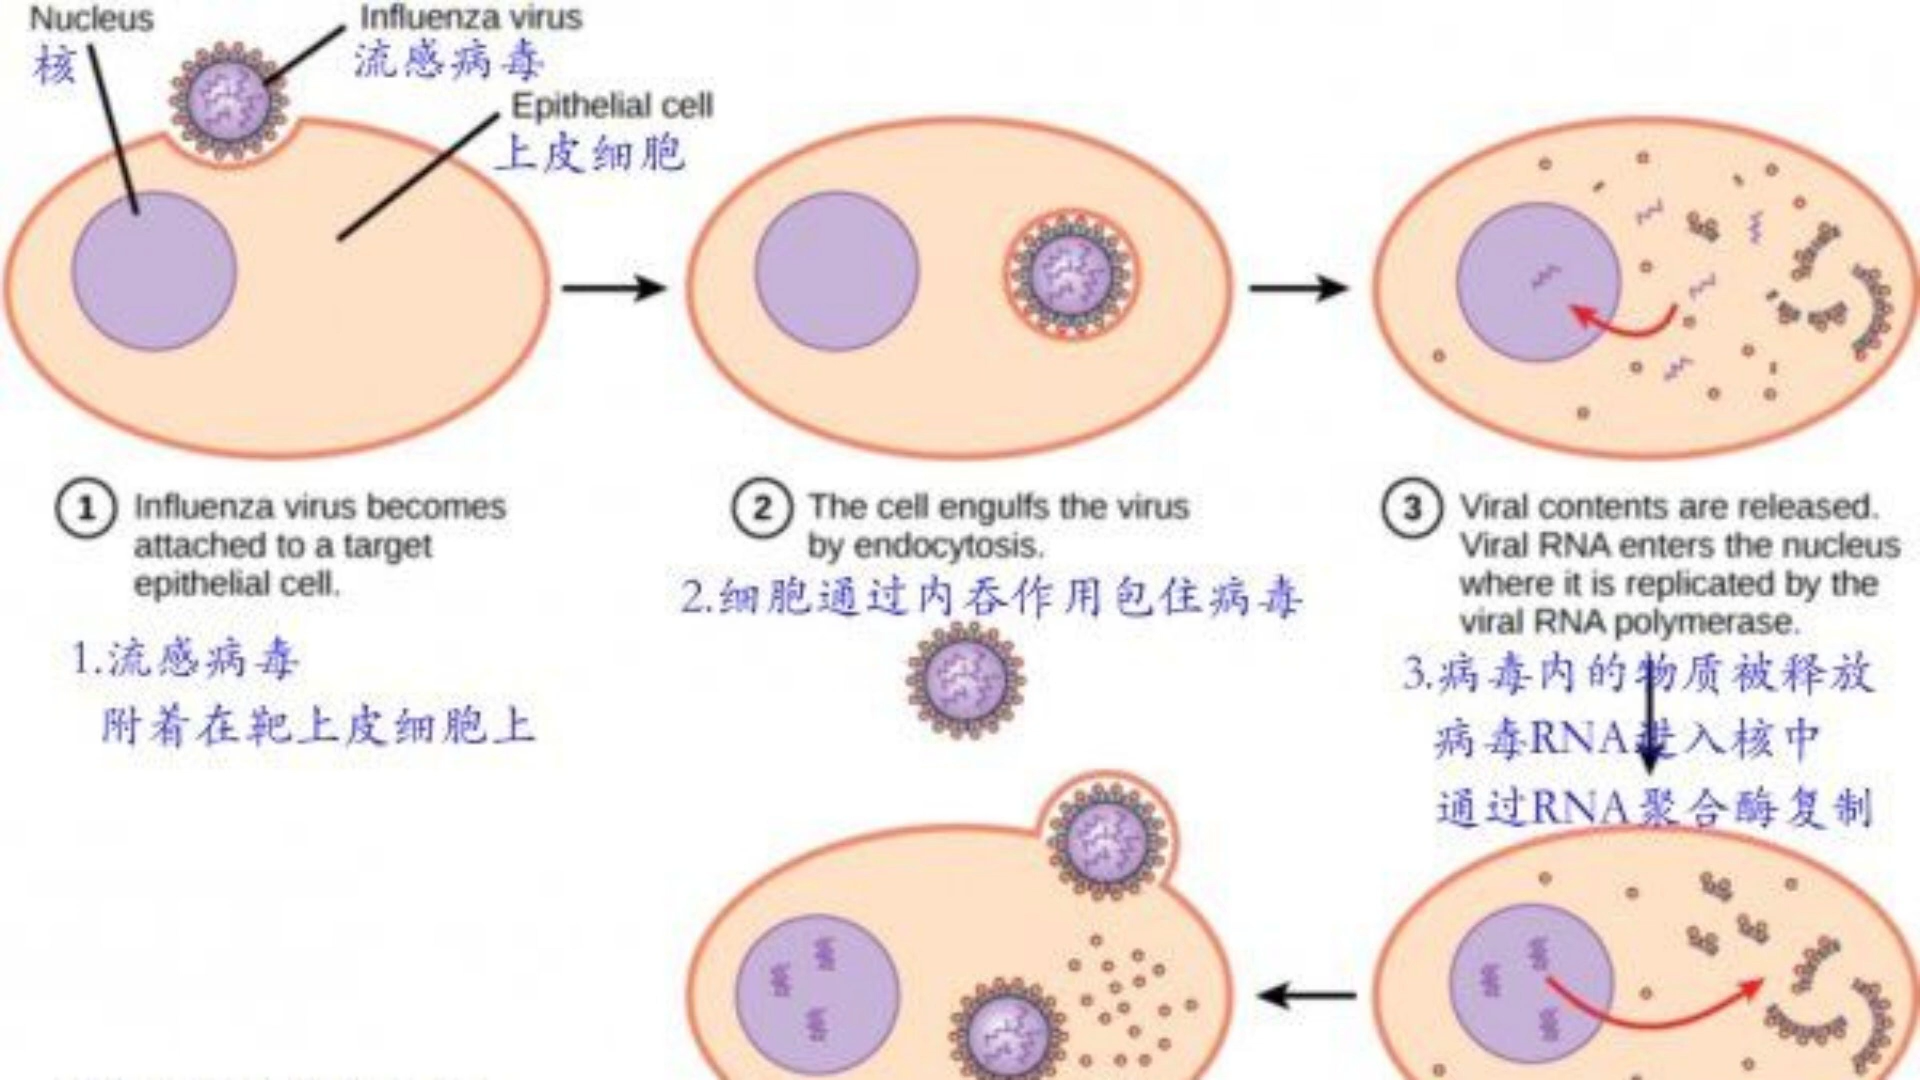 Nucleus
核
Influenza virus
流感病毒
Epithelial cell
上皮细胞
1 Influenza virus becomes
attached to a target
epithelial cell.
1.流感病毒
附着在靶上皮细胞上
2 The cell engulfs the virus
by endocytosis.
2.细胞通过内吞作用包住病毒
3 Viral contents are released.
Viral RNA enters the nucleus
where it is replicated by the
viral RNA polymerase.
3.病毒内的物质被释放
病毒RNA进入核中
通过RNA聚合酶复制